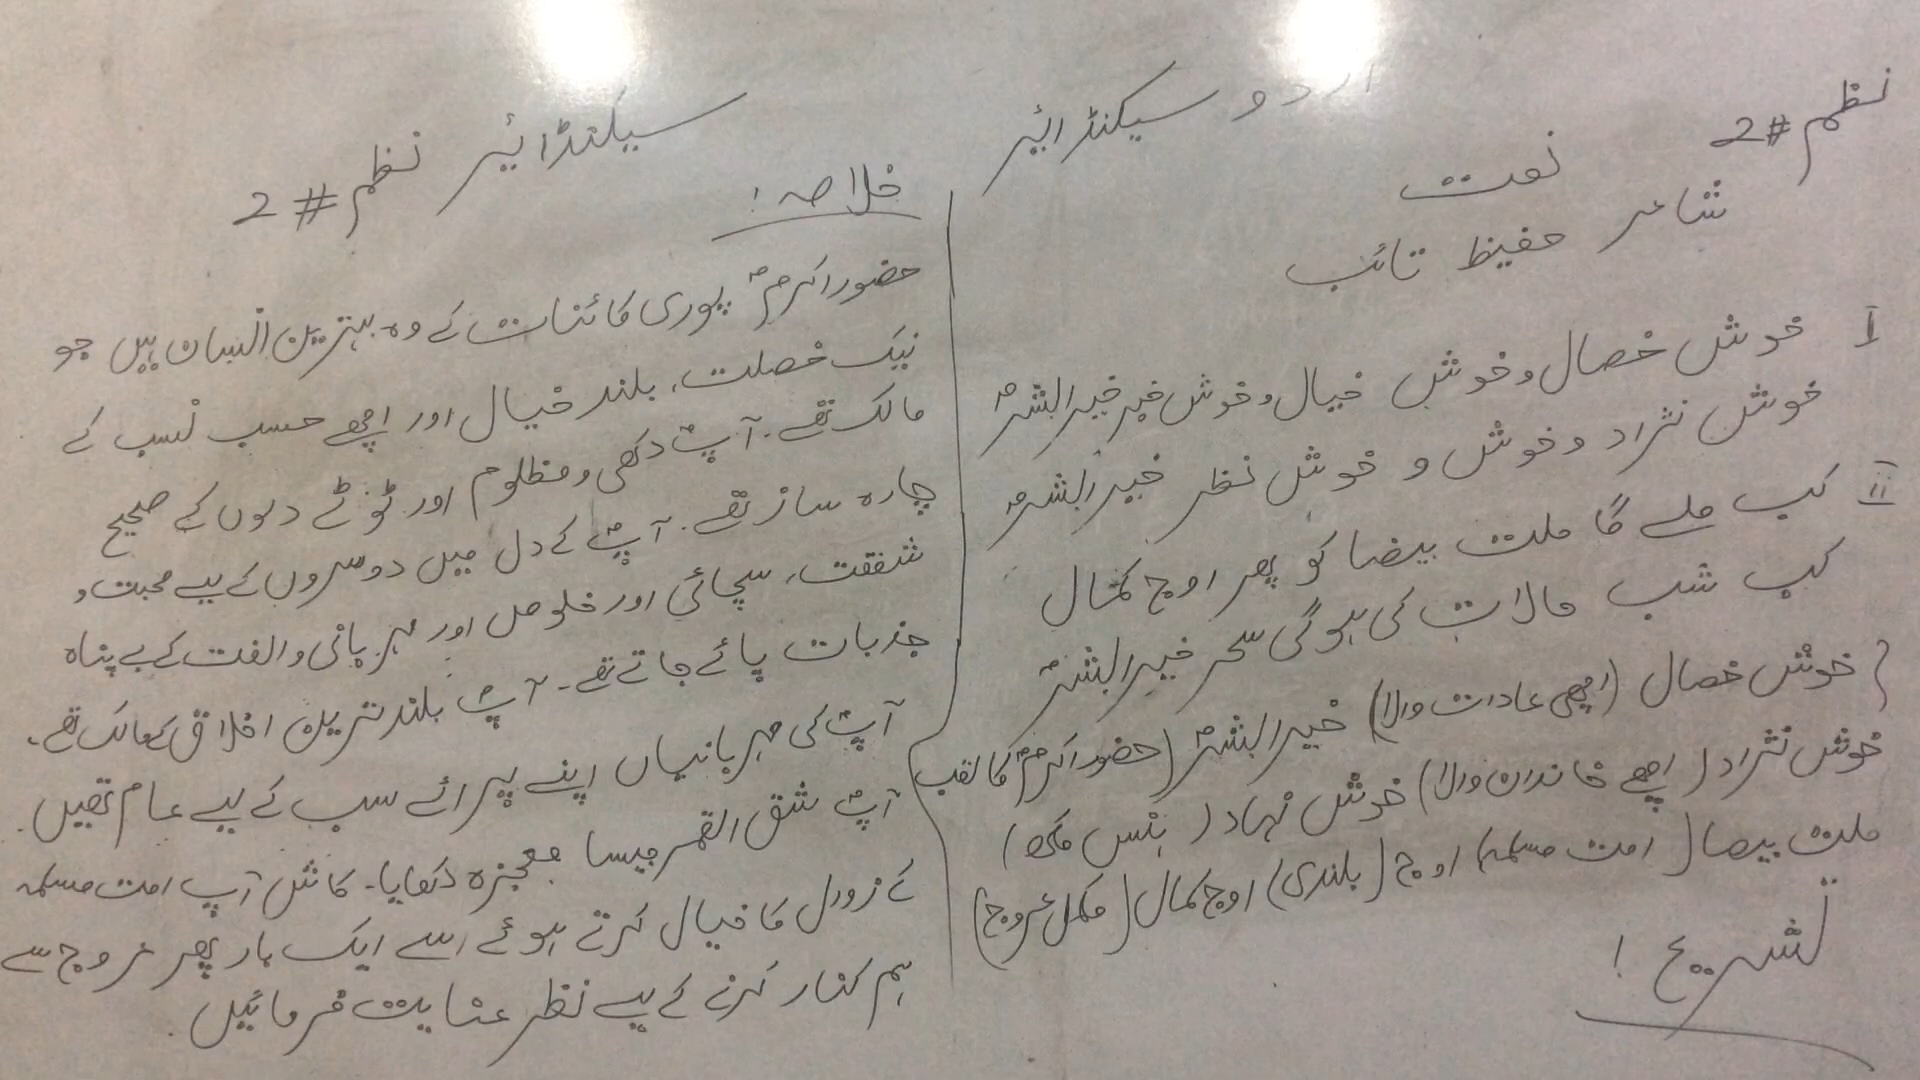 نظم #2
اردو سیکنڈ ائیر
نعت
شاعر حفیظ تائب
I خوش خصال و خوش خیال و خوش خبر خیر البشرؐ
خوش نژاد و خوش و خوش نظر خیر البشرؐ
II کب ملے گا ملت بیضا کو پھر اوج کمال
کب شب حالات کی ہوگی سحر خیر البشرؐ
خوش خصال (اچھی عادات والا) خیر البشرؐ (حضور اکرمؐ کا لقب)
خوش نژاد (اچھے خاندان والا) خوش نہاد (ہنس مکھ)
ملت بیضا (امت مسلمہ) اوج (بلندی) اوج کمال (مکمل عروج)
تشریح !
سیکنڈ ائیر نظم #2
خلاصہ !
حضور اکرمؐ پوری کائنات کے وہ بہترین انسان ہیں جو
نیک خصلت، بلند خیال اور اچھے حسب نسب کے
مالک تھے۔ آپؐ دکھی و مظلوم اور ٹوٹے دلوں کے صحیح
چارہ ساز تھے۔ آپؐ کے دل میں دوسروں کے لیے محبت و
شفقت، سچائی اور خلوص اور مہربانی و الفت کے بے پناہ
جذبات پائے جاتے تھے۔ آپؐ بلند ترین اخلاق کے مالک تھے۔
آپؐ کی مہربانیاں اپنے پرائے سب کے لیے عام تھیں۔
آپؐ شق القمر جیسا معجزہ دکھایا۔ کاش آپ امت مسلمہ
کے زوال کا خیال کرتے ہوئے اسے ایک بار پھر عروج سے
ہم کنار کرنے کے لیے نظر عنایت فرمائیں۔